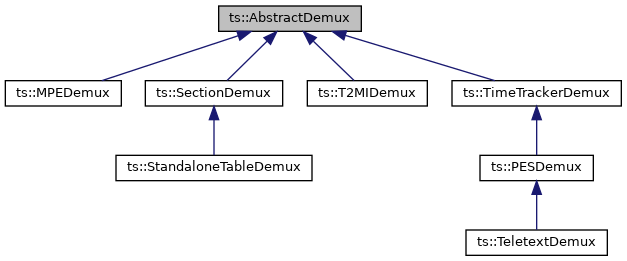 ts::AbstractDemux
ts::MPEDemux
ts::SectionDemux
ts::T2MIDemux
ts::TimeTrackerDemux
ts::StandaloneTableDemux
ts::PESDemux
ts::TeletextDemux